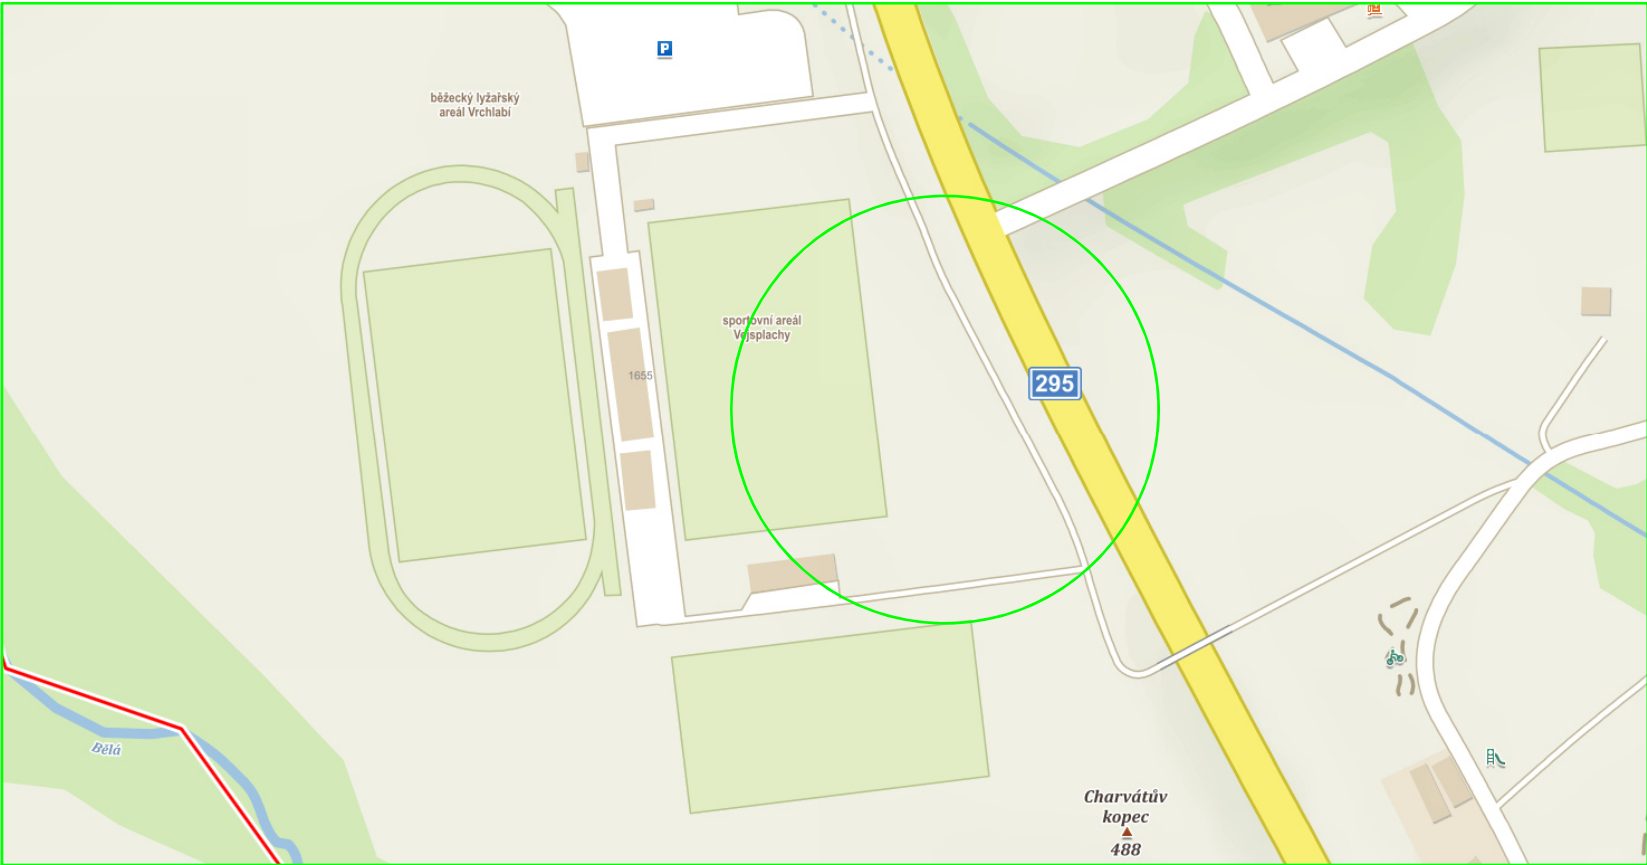 P
běžecký lyžařský
areál Vrchlabí
sportovní areál
Vejsplachy
1655
295
Bělá
Charvátův
kopec
488